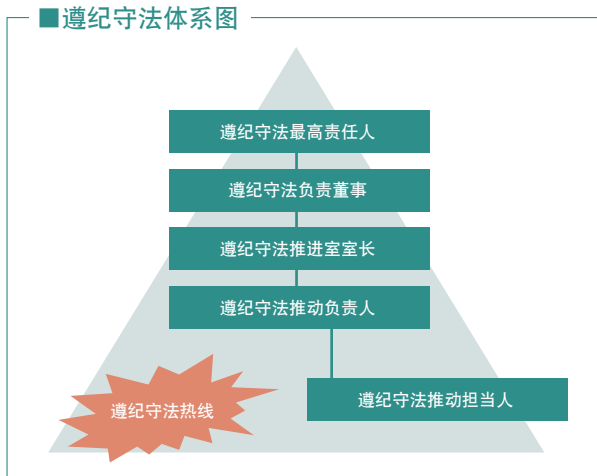 ■遵纪守法体系图
遵纪守法最高责任人
遵纪守法负责董事
遵纪守法推进室室长
遵纪守法推动负责人
遵纪守法推动担当人
遵纪守法热线